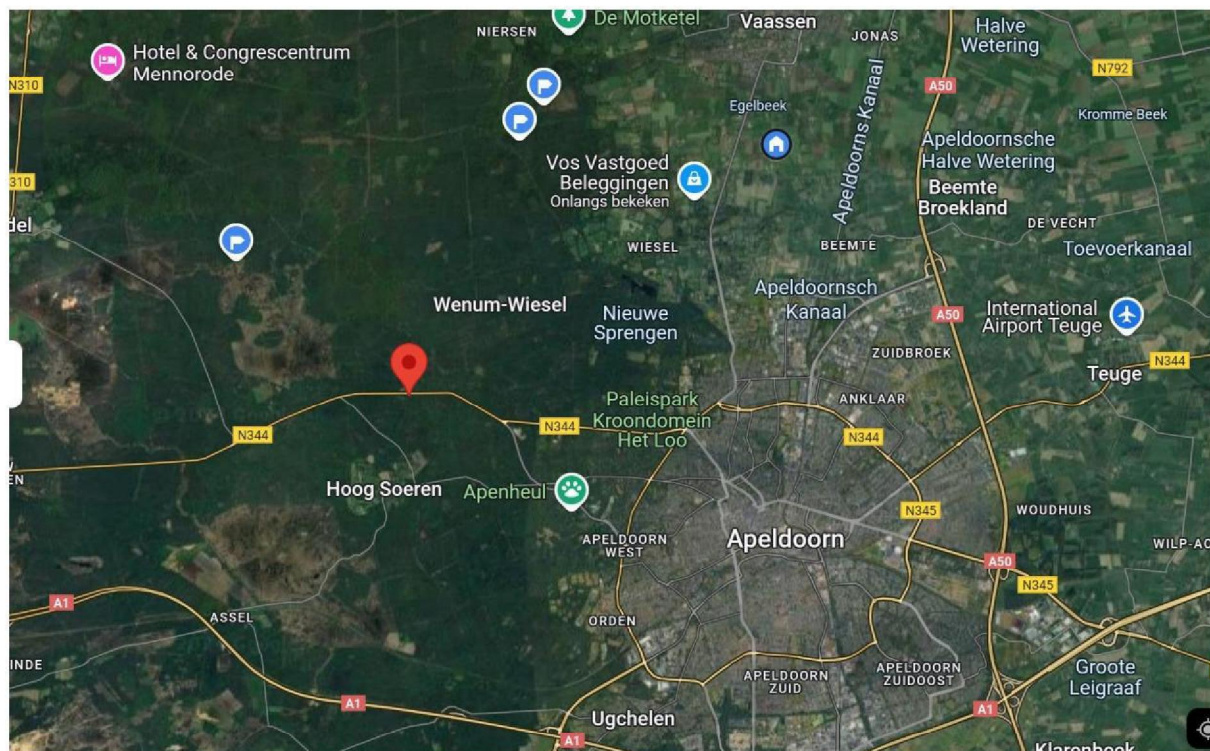 De Motketel
Vaassen
NIERSEN
JONAS
Halve
Wetering
Hotel & Congrescentrum
Mennorode
N310
A50
N792
Egelbeek
Kromme Beek
Apeldoorns Kanaal
Apeldoornsche
Halve Wetering
Vos Vastgoed
Beleggingen
Onlangs bekeken
310
Beemte
Broekland
del
DE VECHT
WIESEL
BEEMTE
Toevoerkanaal
Apeldoornsch
Kanaal
Wenum-Wiesel
Nieuwe
Sprengen
A50
International
Airport Teuge
ZUIDBROEK
N344
Teuge
Paleispark
Kroondomein
Het Loo
ANKLAAR
N344
N344
N344
EN
Hoog Soeren
Apenheul
N345
WOUDHUIS
APELDOORN
WEST
Apeldoorn
WILP-AC
A50
N345
A1
ASSEL
ORDEN
INDE
APELDOORN
ZUID
APELDOORN
ZUIDOOST
Groote
Leigraaf
A1
Ugchelen
A1
A1
Klarenbeek